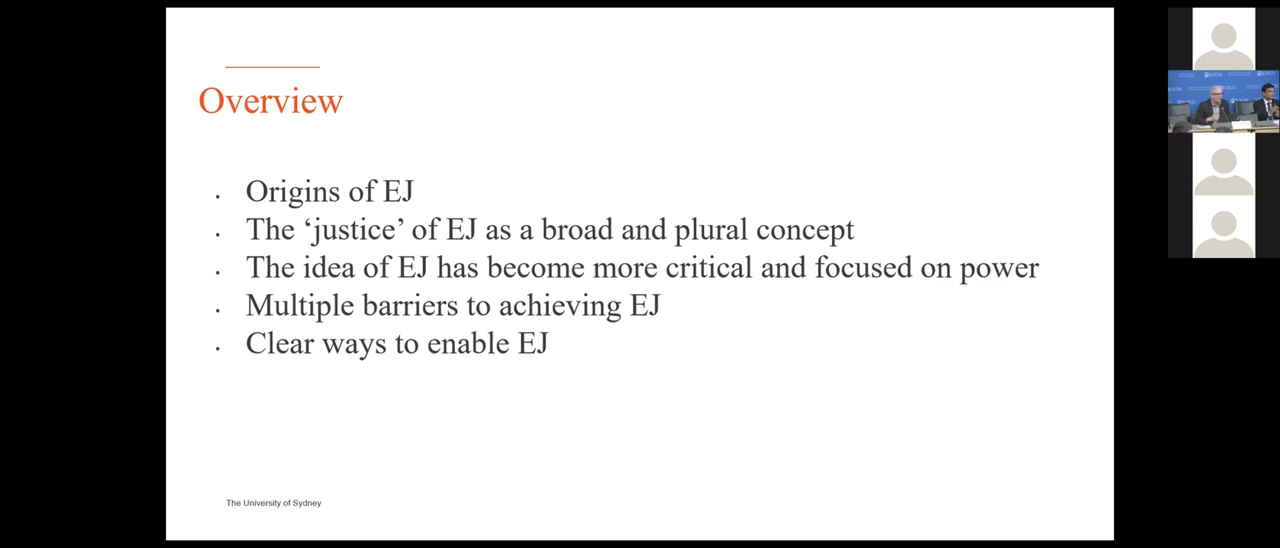 Overview
· Origins of EJ
· The ‘justice’ of EJ as a broad and plural concept
· The idea of EJ has become more critical and focused on power
· Multiple barriers to achieving EJ
· Clear ways to enable EJ
The University of Sydney